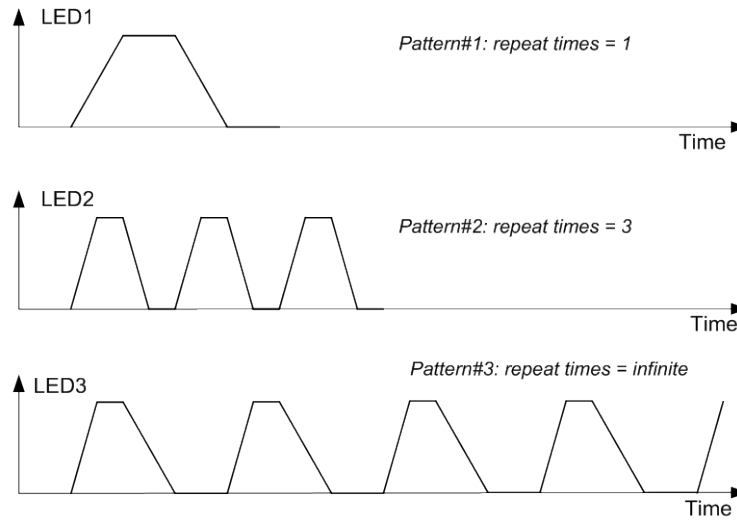 LED1
Pattern#1: repeat times = 1
Time
LED2
Pattern#2: repeat times = 3
Time
Pattern#3: repeat times = infinite
LED3
Time